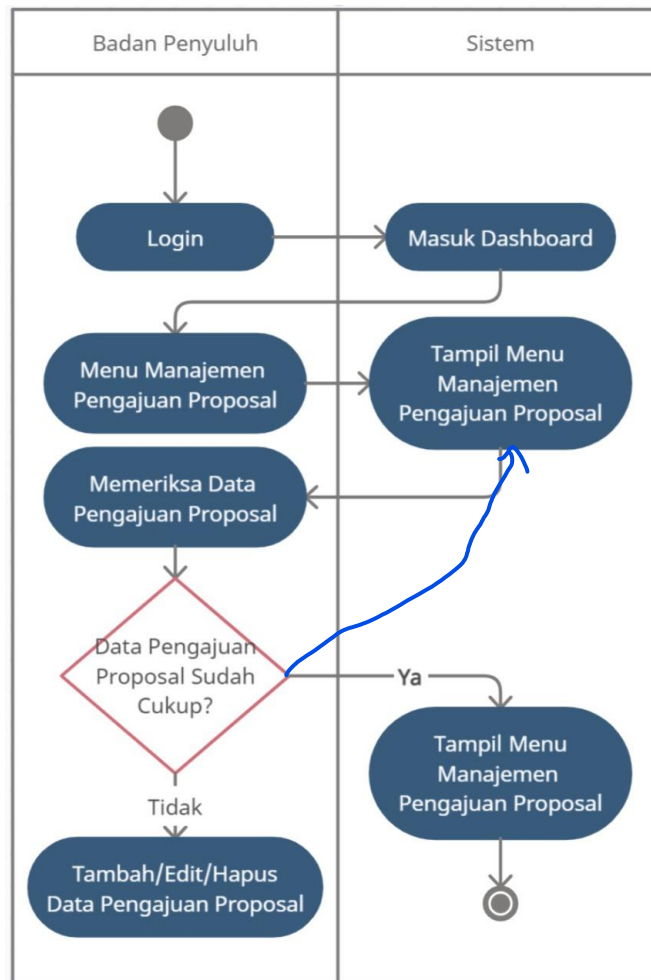 Badan Penyuluh
Sistem
Login
Masuk Dashboard
Menu Manajemen
Pengajuan Proposal
Tampil Menu
Manajemen
Pengajuan Proposal
Memeriksa Data
Pengajuan Proposal
Data Pengajuan
Proposal Sudah
Cukup?
Ya
Tampil Menu
Manajemen
Pengajuan Proposal
Tidak
Tambah/Edit/Hapus
Data Pengajuan Proposal